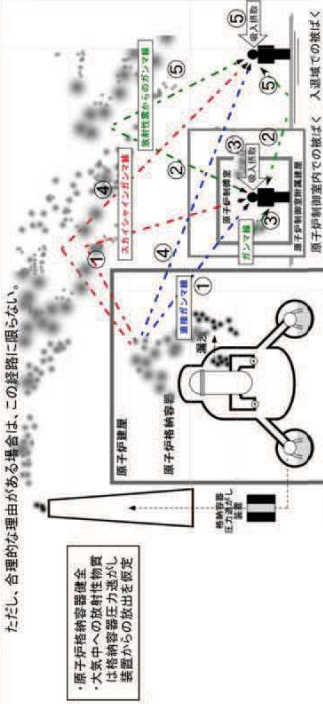 ただし、合理的な理由がある場合は、この経路に限らない。
・原子炉格納容器健全
・大気中への放射性物質
は格納容器圧力逃がし
装置からの放出を仮定
原子炉建屋
原子炉格納容器
漏洩
格納容器
圧力逃がし
装置
①
スカイシャインガンマ線
④
直接ガンマ線
①
④
放射性雲からのガンマ線
②
⑤
原子炉制御室
③
吸入摂取
ガンマ線
③
②
原子炉制御室附属建屋
⑤
吸入摂取
⑤
原子炉制御室内での被ばく
入退域での被ばく